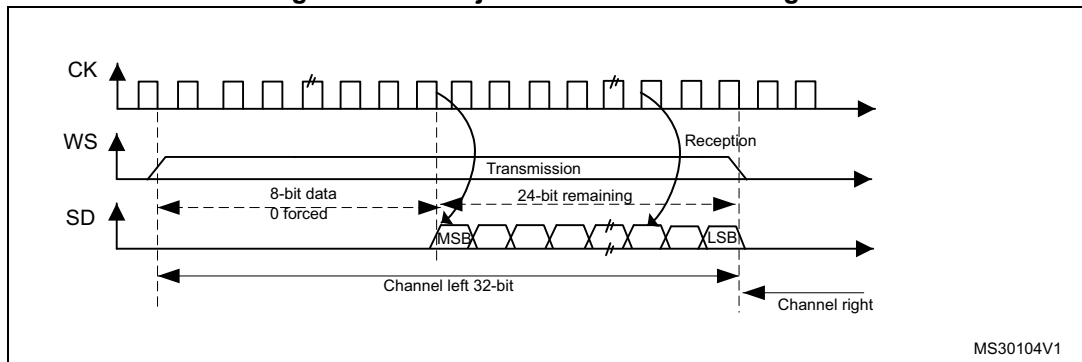 CK
Reception
WS
Transmission
8-bit data
24-bit remaining
0 forced
SD
MSB
LSB
Channel left 32-bit
Channel right
MS30104V1